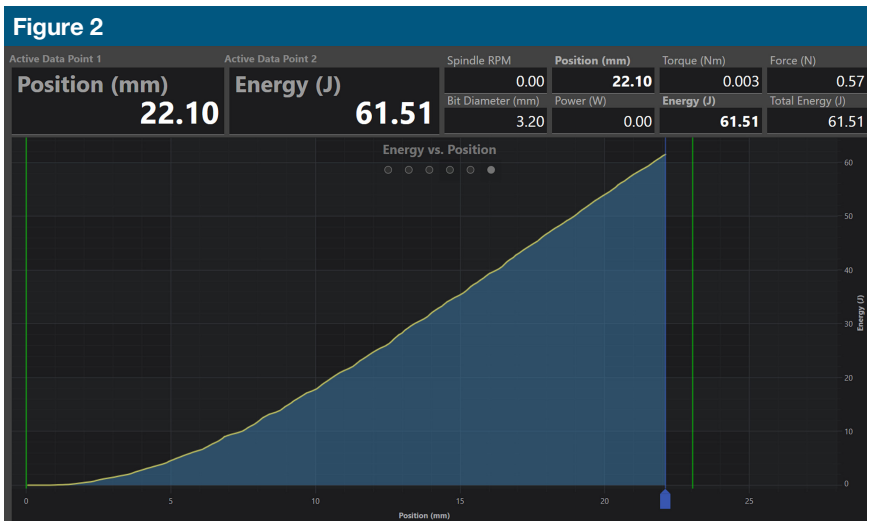 Figure 2
Active Data Point 1
Position (mm)
22.10
Active Data Point 2
Energy (J)
61.51
Spindle RPM
0.00
Position (mm)
22.10
Torque (Nm)
0.003
Force (N)
0.57
Bit Diameter (mm)
3.20
Power (W)
0.00
Energy (J)
61.51
Total Energy (J)
61.51
Energy vs. Position
60
50
40
30
20
10
0
Energy (J)
0 5 10 15 20 25
Position (mm)